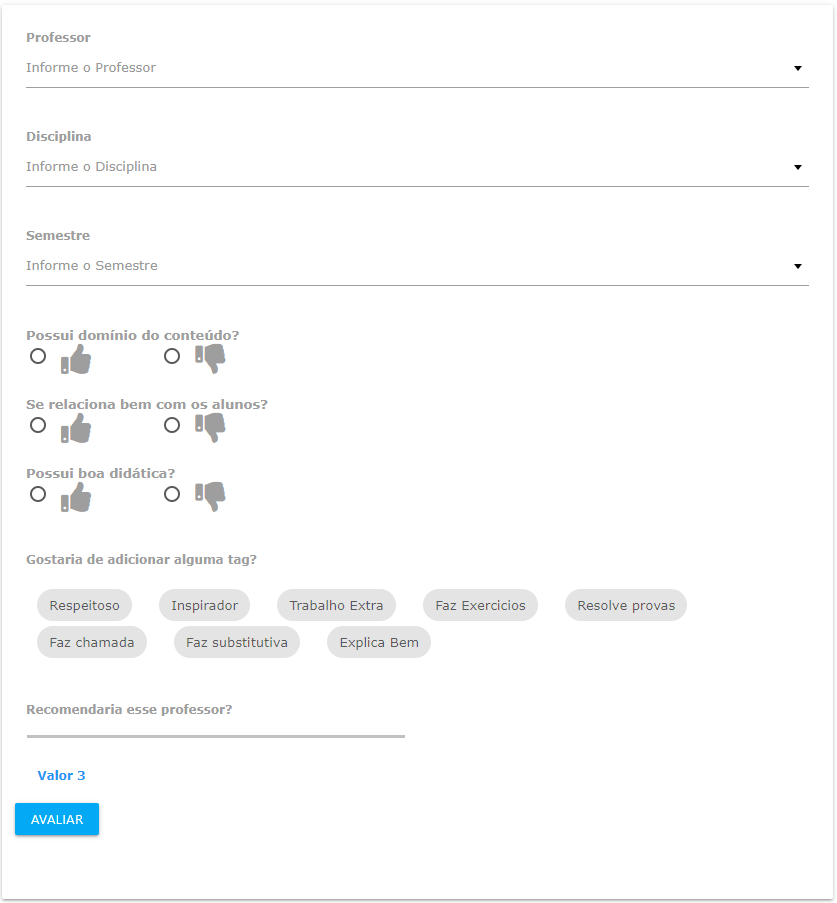 Professor
Informe o Professor
Disciplina
Informe o Disciplina
Semestre
Informe o Semestre
Possui domínio do conteúdo?
Se relaciona bem com os alunos?
Possui boa didática?
Gostaria de adicionar alguma tag?
Respeitoso Inspirador Trabalho Extra Faz Exercicios Resolve provas
Faz chamada Faz substitutiva Explica Bem
Recomendaria esse professor?
Valor 3
AVALIAR